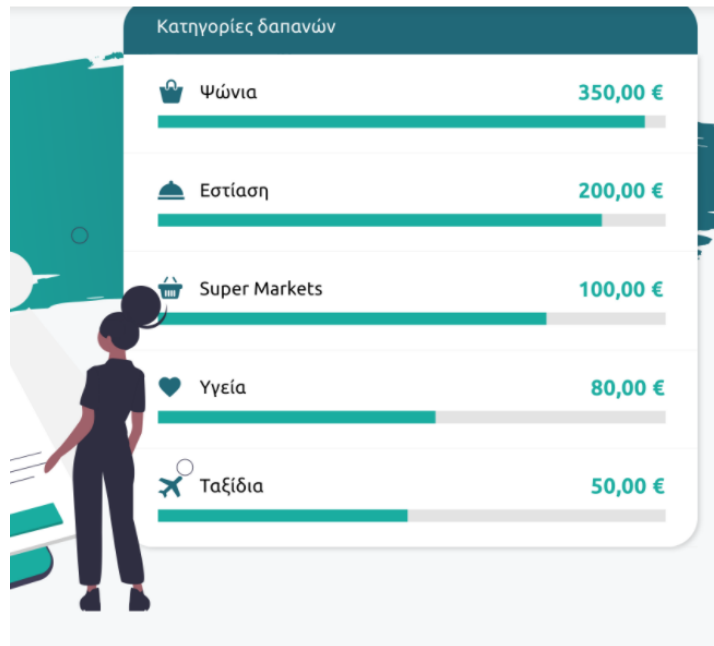 Κατηγορίες δαπανών
Ψώνια 350,00 €
Εστίαση 200,00 €
Super Markets 100,00 €
Υγεία 80,00 €
Ταξίδια 50,00 €